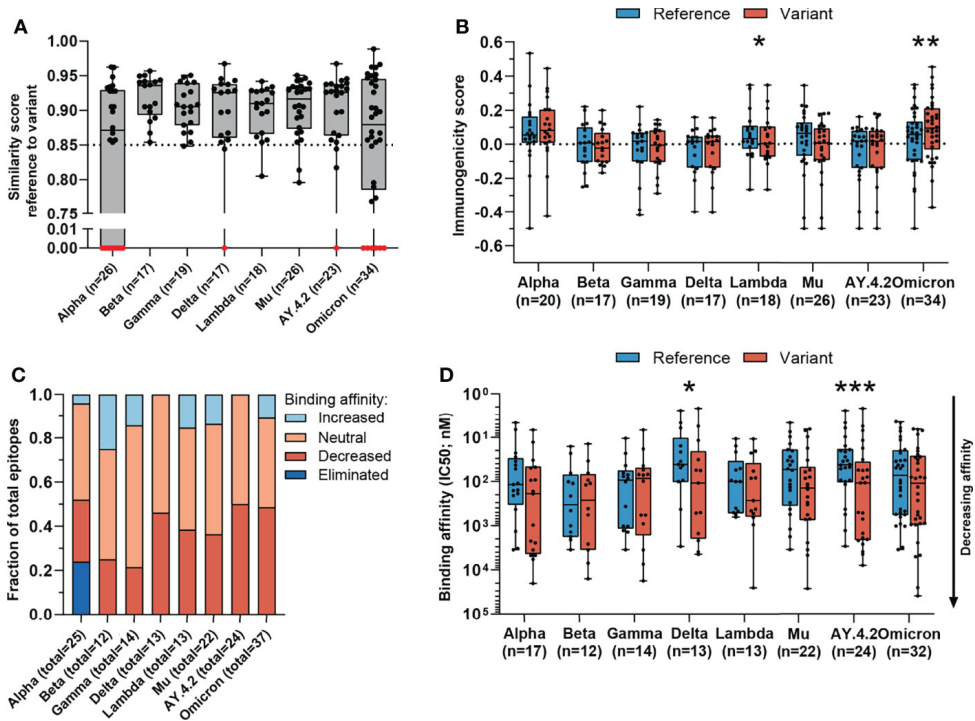 A
Similarity score
reference to variant
1.00
0.95
0.90
0.85
0.80
0.75
0.01
0.00
Alpha (n=26)
Beta (n=17)
Gamma (n=19)
Delta (n=17)
Lambda (n=18)
Mu (n=26)
AY.4.2 (n=23)
Omicron (n=34)
B
Reference
Variant
*
**
Immunogenicity score
0.6
0.4
0.2
0.0
-0.2
-0.4
-0.6
Alpha
(n=20)
Beta
(n=17)
Gamma
(n=19)
Delta
(n=17)
Lambda
(n=18)
Mu
(n=26)
AY.4.2
(n=23)
Omicron
(n=34)
C
Fraction of total epitopes
1.0
0.8
0.6
0.4
0.2
0.0
Binding affinity:
Increased
Neutral
Decreased
Eliminated
Alpha (total=25)
Beta (total=12)
Gamma (total=14)
Delta (total=13)
Lambda (total=13)
Mu (total=22)
AY.4.2 (total=24)
Omicron (total=37)
D
Reference
Variant
*
***
Binding affinity (IC50; nM)
10⁰
10¹
10²
10³
10⁴
10⁵
Decreasing affinity
Alpha
(n=17)
Beta
(n=12)
Gamma
(n=14)
Delta
(n=13)
Lambda
(n=13)
Mu
(n=22)
AY.4.2
(n=24)
Omicron
(n=32)